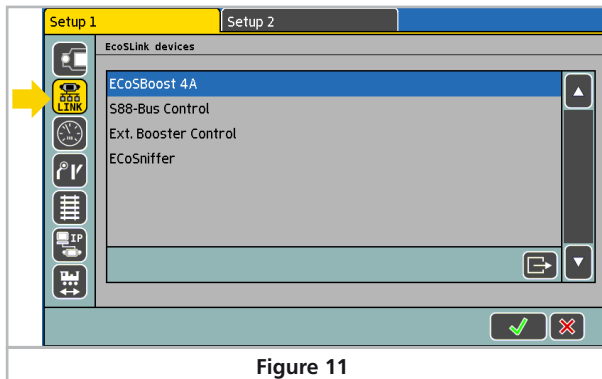 Setup 1
Setup 2
EcoSLink devices
ECoSBoost 4A
S88-Bus Control
Ext. Booster Control
ECoSniffer
LINK
IP
Figure 11